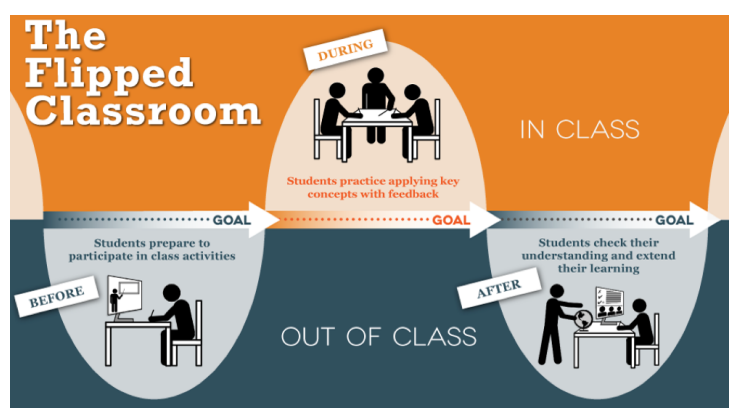 The
Flipped
Classroom
DURING
IN CLASS
Students practice applying key
concepts with feedback
GOAL
GOAL
GOAL
Students prepare to
participate in class activities
BEFORE
Students check their
understanding and extend
their learning
AFTER
OUT OF CLASS